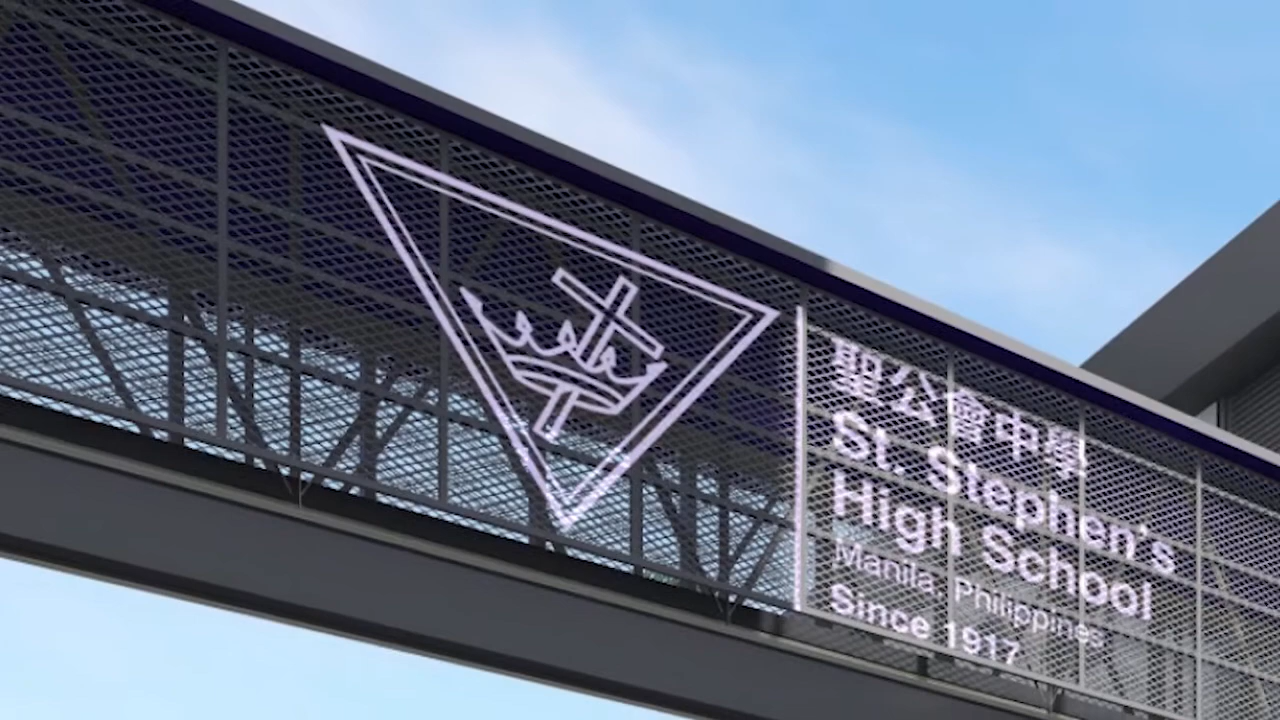 聖公會中學
St. Stephen's
High School
Manila, Philippines
Since 1917